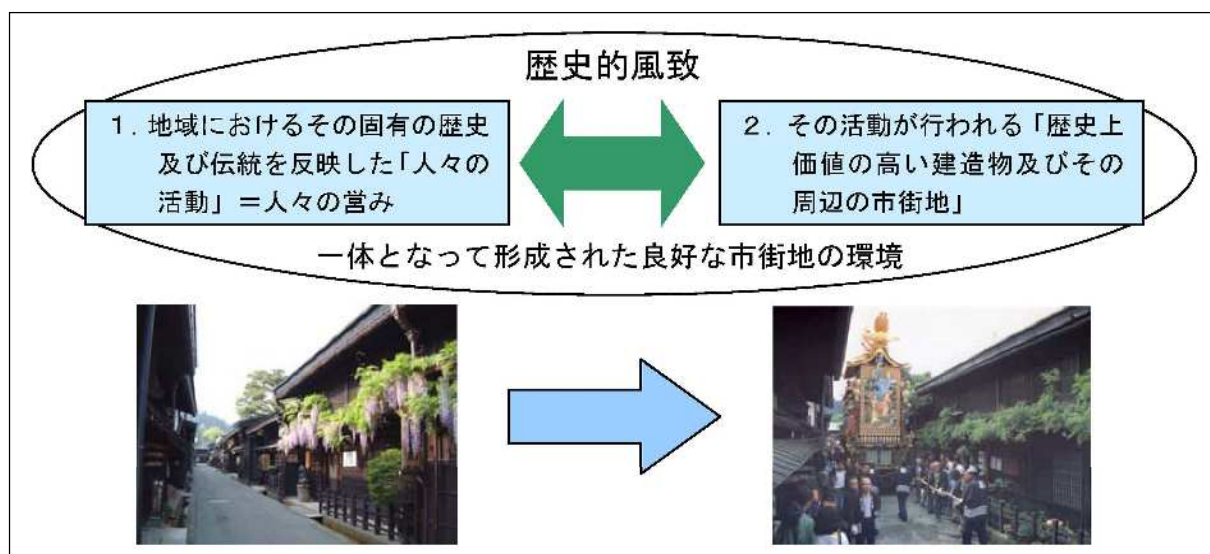 歴史的風致
1．地域におけるその固有の歴史
及び伝統を反映した「人々の
活動」＝人々の営み
2．その活動が行われる「歴史上
価値の高い建造物及びその
周辺の市街地」
一体となって形成された良好な市街地の環境